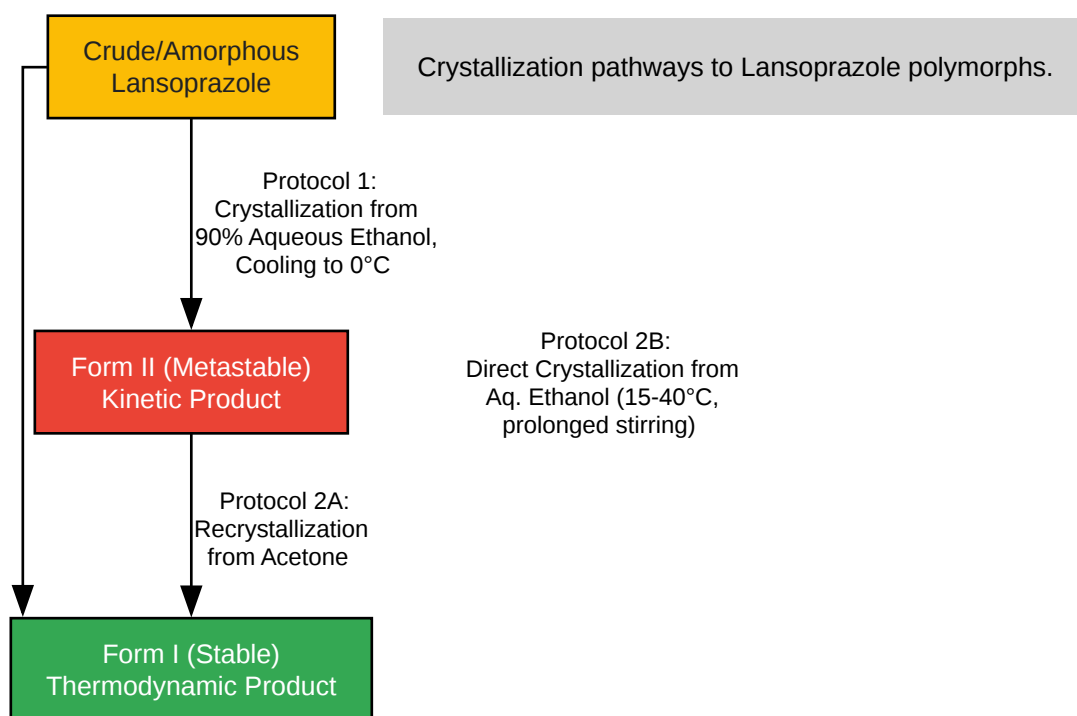 Crude/Amorphous
Lansoprazole
Crystallization pathways to Lansoprazole polymorphs.
Protocol 1:
Crystallization from
90% Aqueous Ethanol,
Cooling to 0°C
Form II (Metastable)
Kinetic Product
Protocol 2B:
Direct Crystallization from
Aq. Ethanol (15-40°C,
prolonged stirring)
Protocol 2A:
Recrystallization
from Acetone
Form I (Stable)
Thermodynamic Product